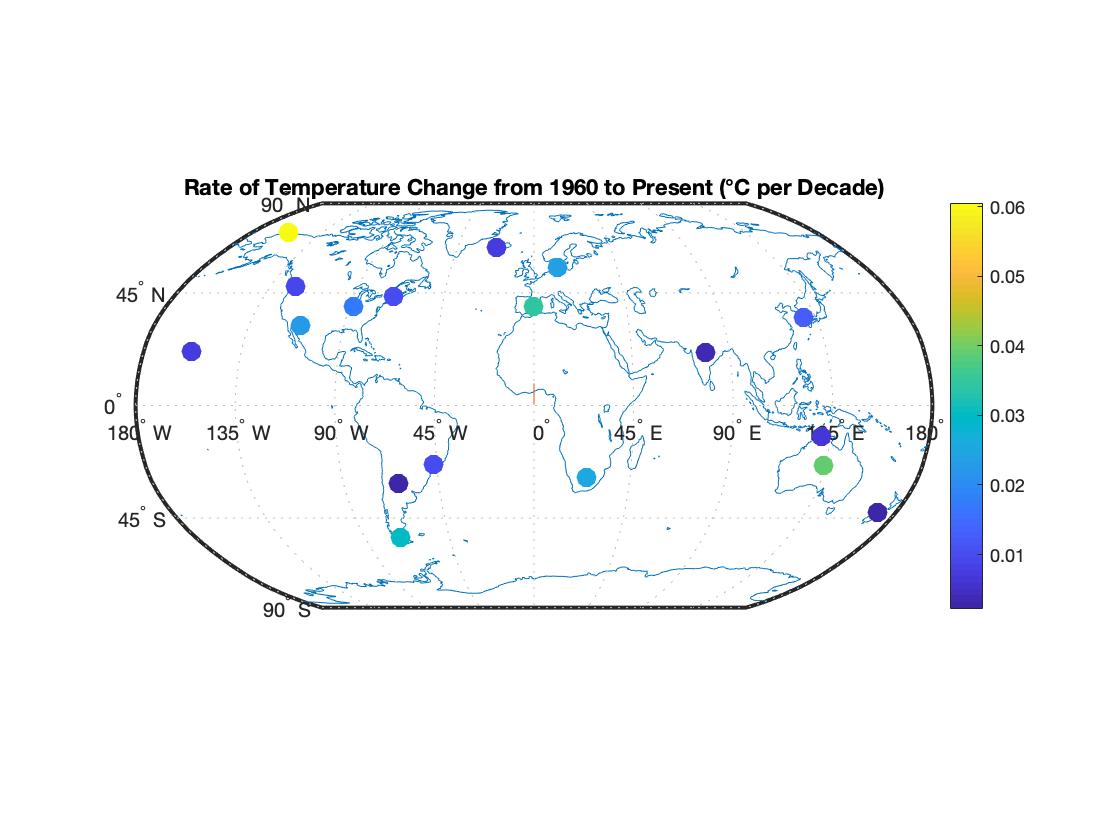 Rate of Temperature Change from 1960 to Present (°C per Decade)
90° N
45° N
0°
180° W 135° W 90° W 45° W 0° 45° E 90° E 135° E 180°
45° S
90° S
0.06
0.05
0.04
0.03
0.02
0.01